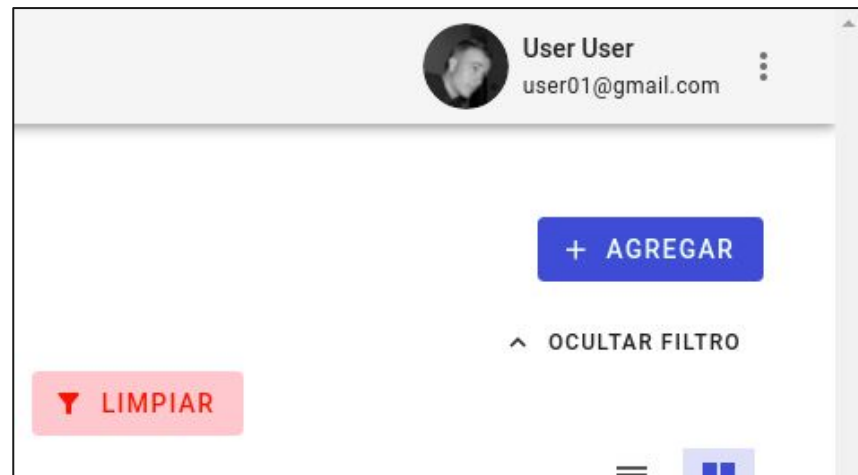 User User
user01@gmail.com
+ AGREGAR
OCULTAR FILTRO
LIMPIAR